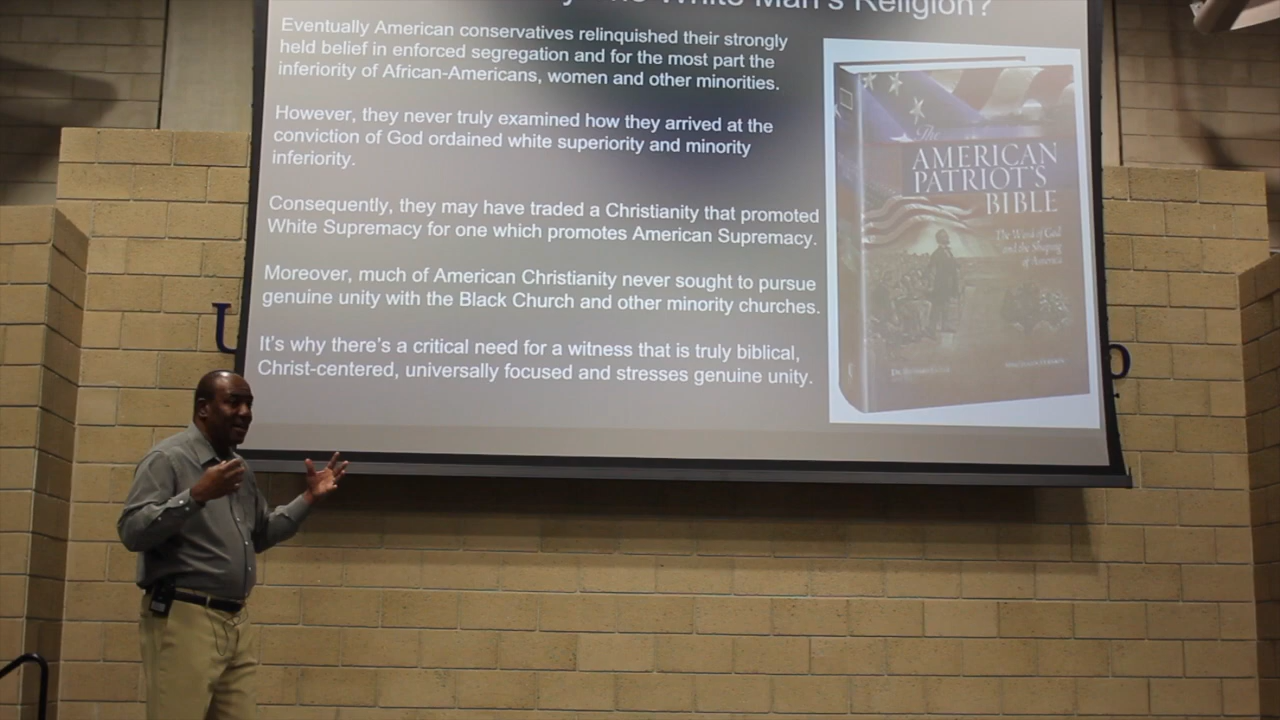 The White Man's Religion?
Eventually American conservatives relinquished their strongly
held belief in enforced segregation and for the most part the
inferiority of African-Americans, women and other minorities.
However, they never truly examined how they arrived at the
conviction of God ordained white superiority and minority
inferiority.
Consequently, they may have traded a Christianity that promoted
White Supremacy for one which promotes American Supremacy.
Moreover, much of American Christianity never sought to pursue
genuine unity with the Black Church and other minority churches.
It's why there's a critical need for a witness that is truly biblical,
Christ-centered, universally focused and stresses genuine unity.
The
AMERICAN
PATRIOT'S
BIBLE
The Word of God
and the Shaping
of America
U